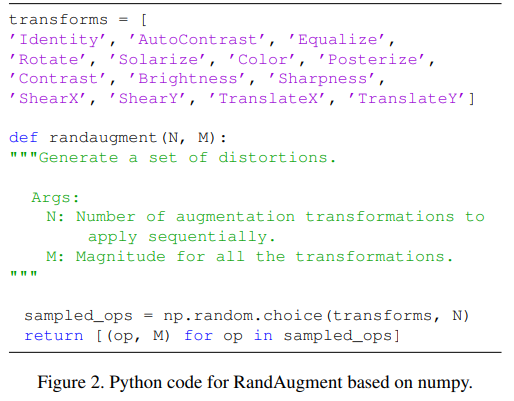 transforms = [
'Identity', 'AutoContrast', 'Equalize',
'Rotate', 'Solarize', 'Color', 'Posterize',
'Contrast', 'Brightness', 'Sharpness',
'ShearX', 'ShearY', 'TranslateX', 'TranslateY']
def randaugment(N, M):
"""Generate a set of distortions.
Args:
N: Number of augmentation transformations to
apply sequentially.
M: Magnitude for all the transformations.
"""
sampled_ops = np.random.choice(transforms, N)
return [(op, M) for op in sampled_ops]
Figure 2. Python code for RandAugment based on numpy.